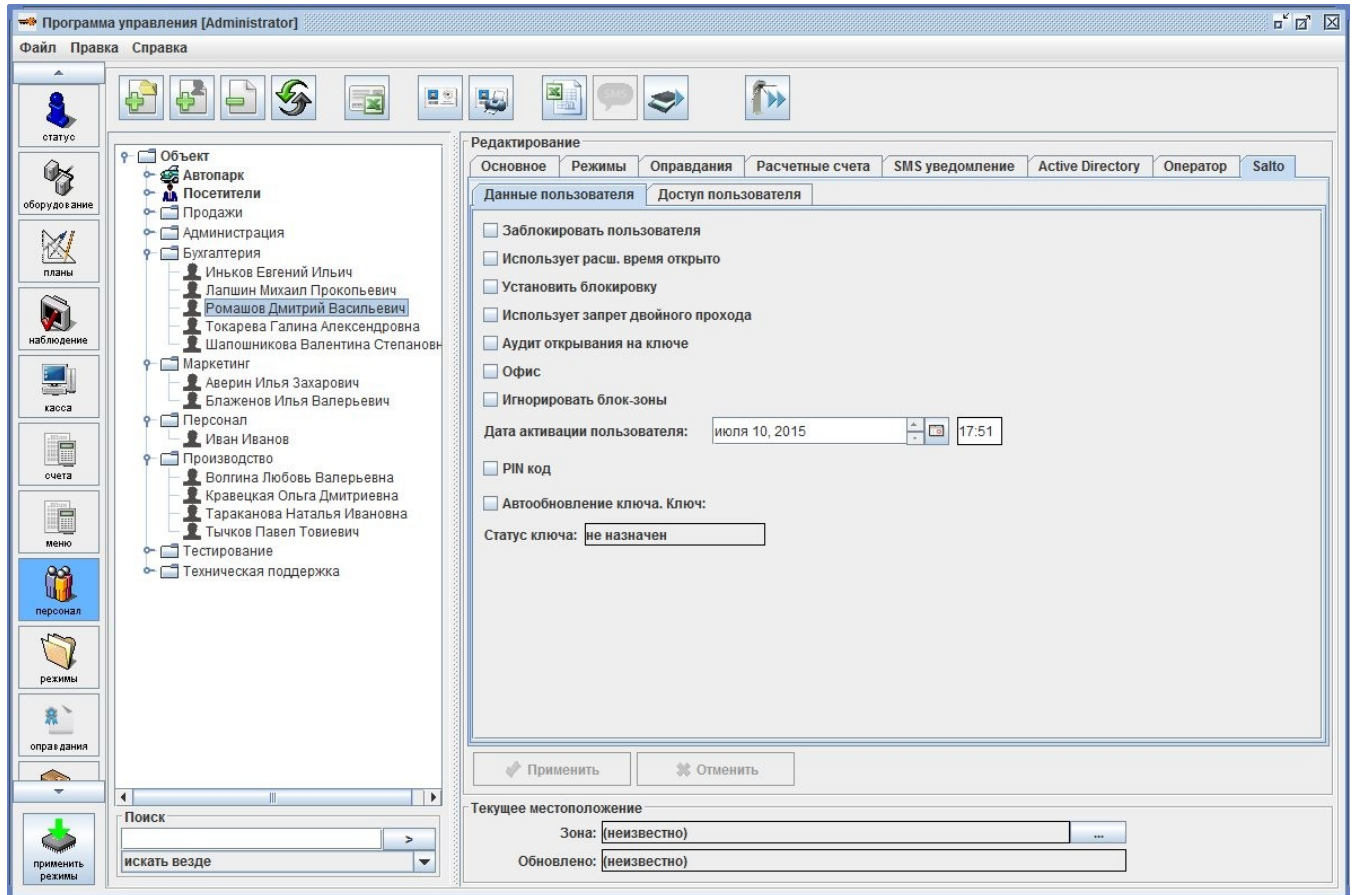 Программа управления [Administrator]
Файл Правка Справка
статус
оборудование
планы
наблюдение
касса
счета
меню
персонал
режимы
оправдания
применить
режимы
SMS
Объект
Автопарк
Посетители
Продажи
Администрация
Бухгалтерия
Иньков Евгений Ильич
Лапшин Михаил Прокопьевич
Ромашов Дмитрий Васильевич
Токарева Галина Александровна
Шапошникова Валентина Степановн
Маркетинг
Аверин Илья Захарович
Блаженов Илья Валерьевич
Персонал
Иван Иванов
Производство
Волгина Любовь Валерьевна
Кравецкая Ольга Дмитриевна
Тараканова Наталья Ивановна
Тычков Павел Товиевич
Тестирование
Техническая поддержка
Поиск
>
искать везде
Редактирование
Основное Режимы Оправдания Расчетные счета SMS уведомление Active Directory Оператор Salto
Данные пользователя Доступ пользователя
Заблокировать пользователя
Использует расш. время открыто
Установить блокировку
Использует запрет двойного прохода
Аудит открывания на ключе
Офис
Игнорировать блок-зоны
Дата активации пользователя: июля 10, 2015 17:51
PIN код
Автообновление ключа. Ключ:
Статус ключа: не назначен
Применить Отменить
Текущее местоположение
Зона: (неизвестно) ...
Обновлено: (неизвестно)